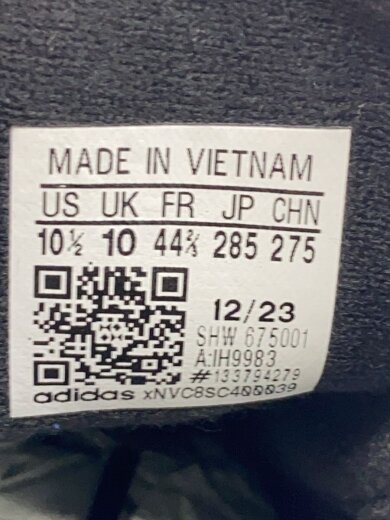 MADE IN VIETNAM
US UK FR JP CHN
10½ 10 44⅔ 285 275
12/23
SHW 675001
A:IH9983
#133794279
adidas xNVC8SC400039